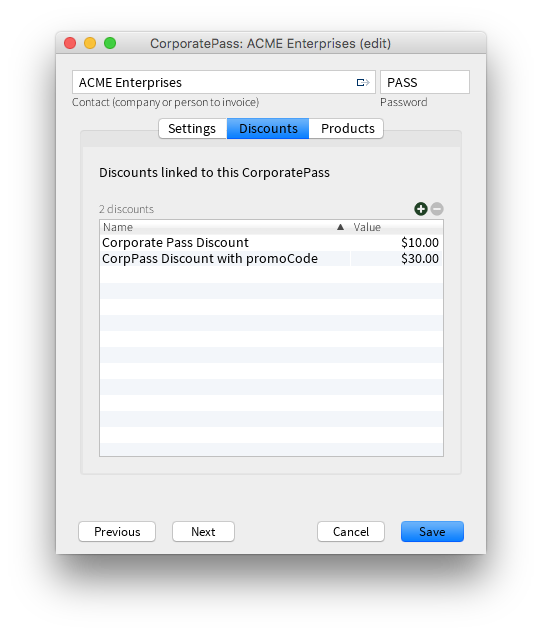 CorporatePass: ACME Enterprises (edit)
ACME Enterprises PASS
Contact (company or person to invoice) Password
Settings Discounts Products
Discounts linked to this CorporatePass
2 discounts
Name Value
Corporate Pass Discount $10.00
CorpPass Discount with promoCode $30.00
Previous Next Cancel Save